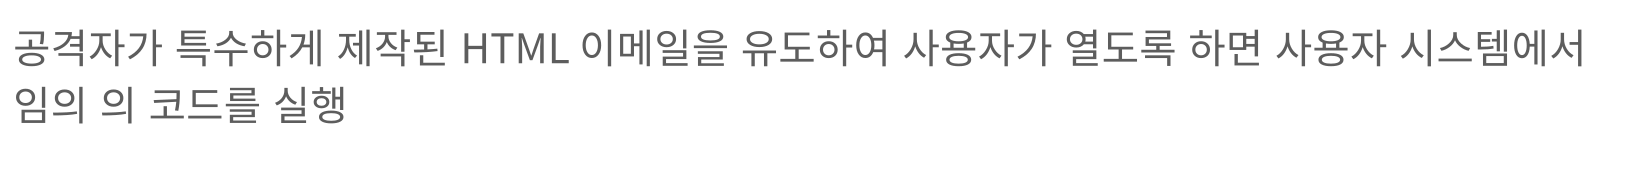 공격자가 특수하게 제작된 HTML 이메일을 유도하여 사용자가 열도록 하면 사용자 시스템에서
임의 의 코드를 실행